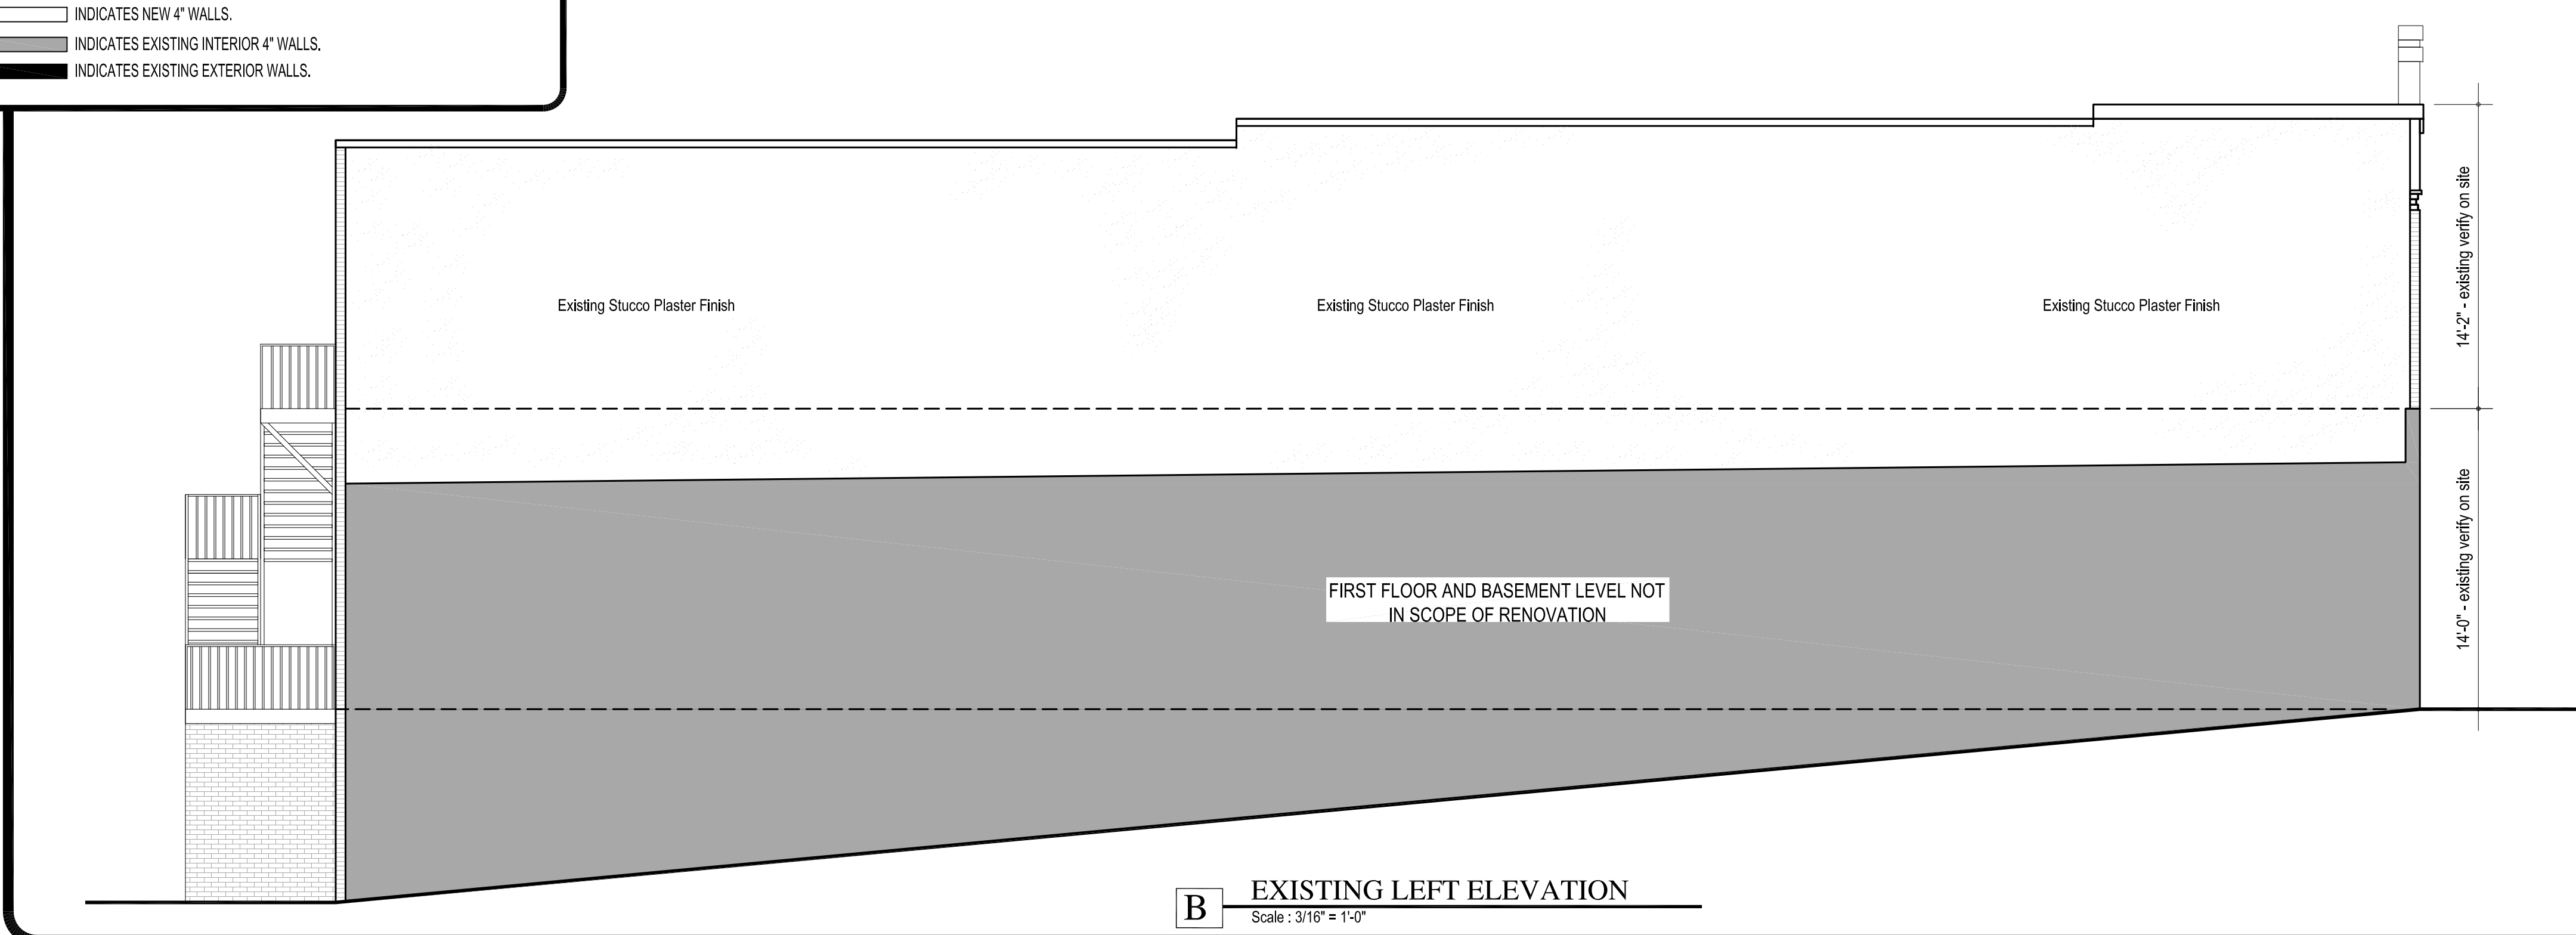 INDICATES NEW 4" WALLS.
INDICATES EXISTING INTERIOR 4" WALLS.
INDICATES EXISTING EXTERIOR WALLS.
Existing Stucco Plaster Finish
Existing Stucco Plaster Finish
Existing Stucco Plaster Finish
14'-2" - existing verify on site
14'-0" - existing verify on site
FIRST FLOOR AND BASEMENT LEVEL NOT
IN SCOPE OF RENOVATION
B
EXISTING LEFT ELEVATION
Scale : 3/16" = 1'-0"